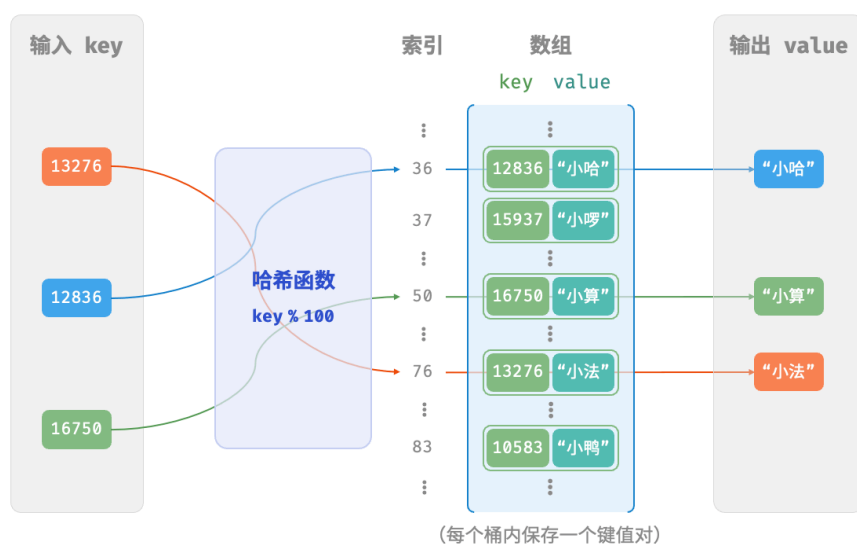 输入 key
索引
数组
输出 value
key value
13276
36
12836
“小哈”
“小哈”
37
15937
“小啰”
哈希函数
key % 100
12836
50
16750
“小算”
“小算”
76
13276
“小法”
“小法”
16750
83
10583
“小鸭”
（每个桶内保存一个键值对）